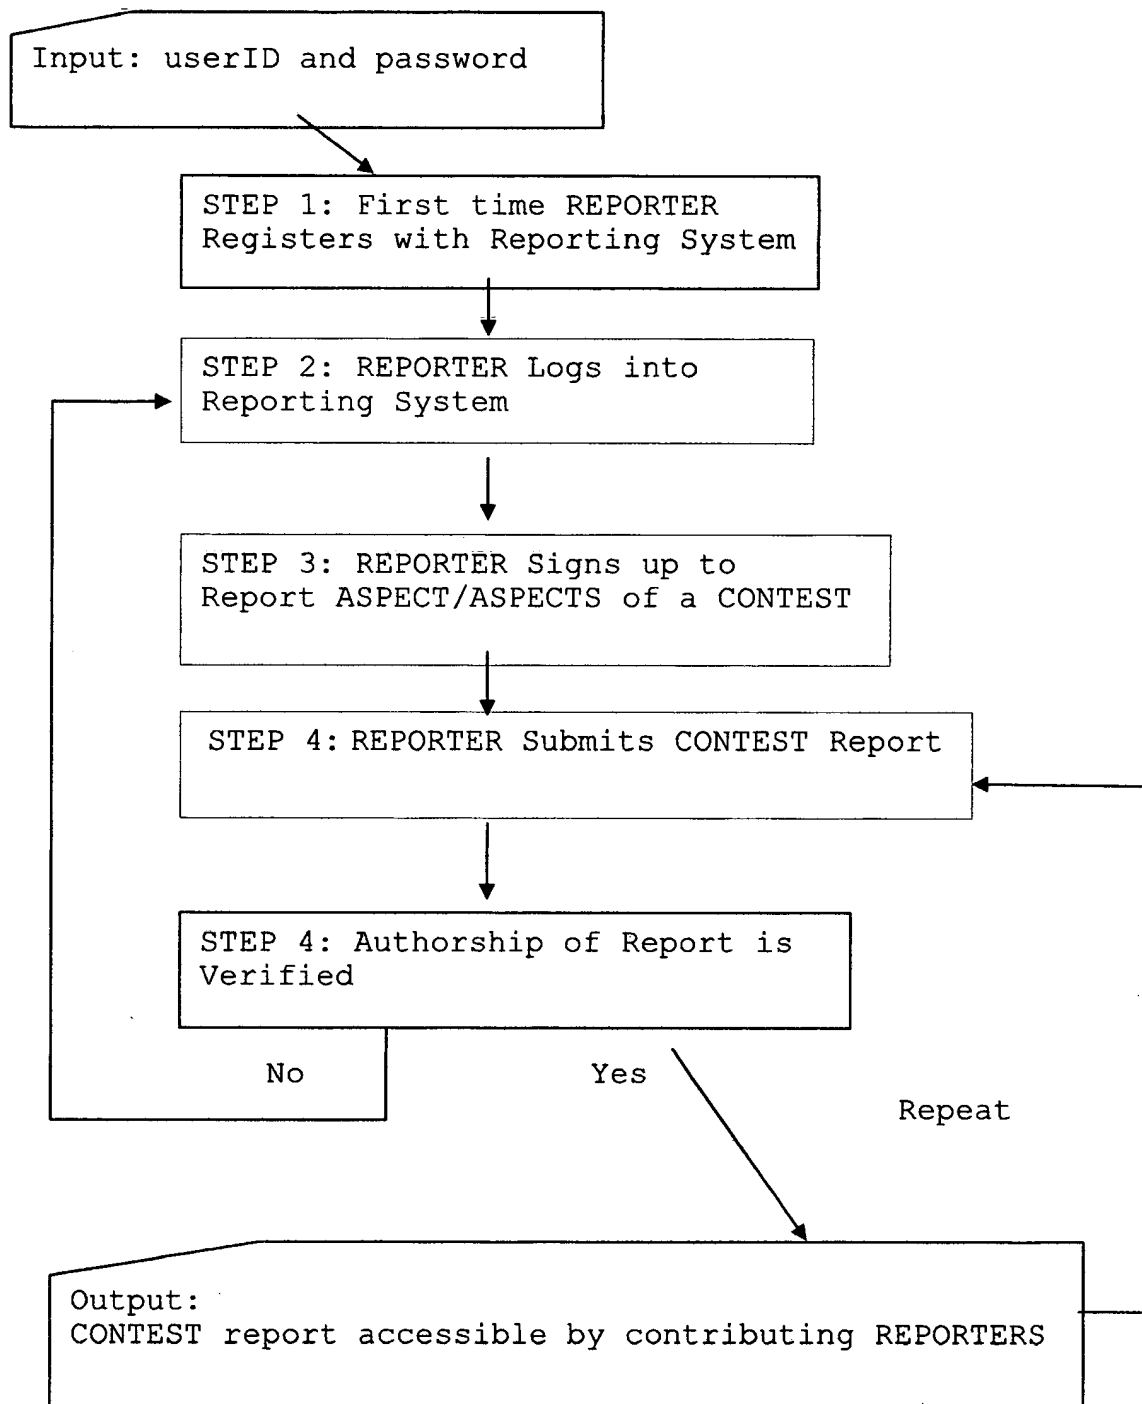 Input: userID and password
STEP 1: First time REPORTER
Registers with Reporting System
STEP 2: REPORTER Logs into
Reporting System
STEP 3: REPORTER Signs up to
Report ASPECT/ASPECTS of a CONTEST
STEP 4: REPORTER Submits CONTEST Report
STEP 4: Authorship of Report is
Verified
No
Yes
Repeat
Output:
CONTEST report accessible by contributing REPORTERS